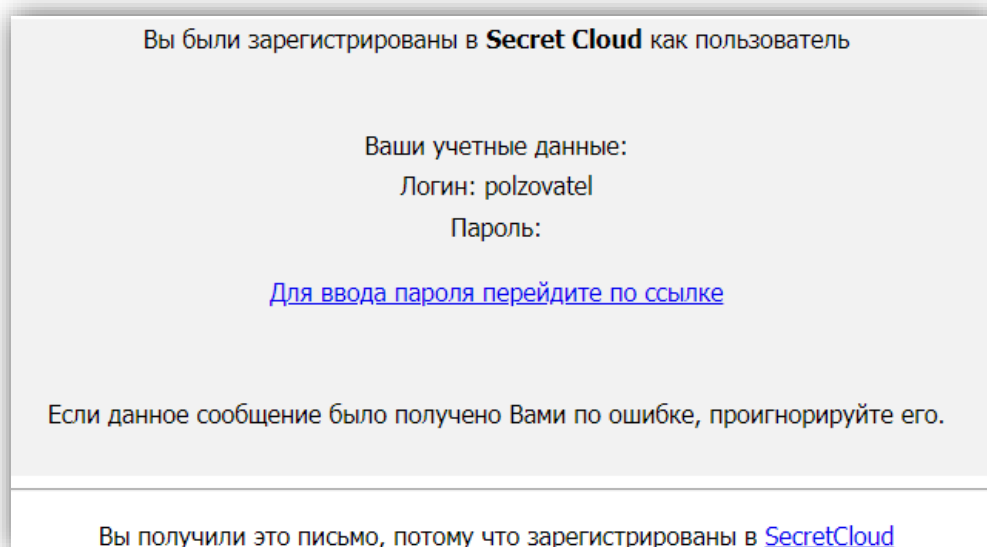 Вы были зарегистрированы в Secret Cloud как пользователь
Ваши учетные данные:
Логин: polzovatel
Пароль:
Для ввода пароля перейдите по ссылке
Если данное сообщение было получено Вами по ошибке, проигнорируйте его.
Вы получили это письмо, потому что зарегистрированы в SecretCloud